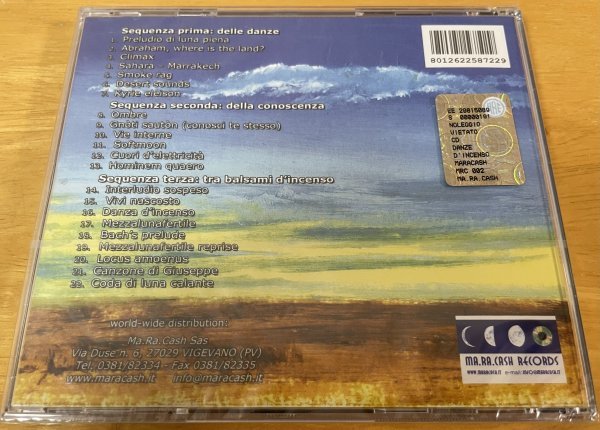 Sequenza prima: delle danze
1. Preludio di luna piena
2. Abraham, where is the land?
3. Climax
4. Sahara - Marrakech
5. Smoke rag
6. Desert sounds
7. Kyrie eleison
Sequenza seconda: della conoscenza
8. Ombre
9. Gnôti sautòn (conosci te stesso)
10. Vie interne
11. Softmoon
12. Cuori d'elettricità
13. Hominem quaero
Sequenza terza: tra balsami d'incenso
14. Interludio sospeso
15. Vivi nascosto
16. Danza d'incenso
17. Mezzalunafertile
18. Bach's prelude
19. Mezzalunafertile reprise
20. Locus amoenus
21. Canzone di Giuseppe
22. Coda di luna calante
world-wide distribution:
Ma.Ra.Cash Sas
Via Duse n. 6, 27029 VIGEVANO (PV)
Tel. 0381/82334 - Fax 0381/82335
www.maracash.it info@maracash.it
8012622587229
NOLEGGIO
VIETATO
CD
DANZE
D'INCENSO
MARACASH
MRC 002
MA.RA.CASH
MA.RA.CASH RECORDS
WWW.MARACASH.IT